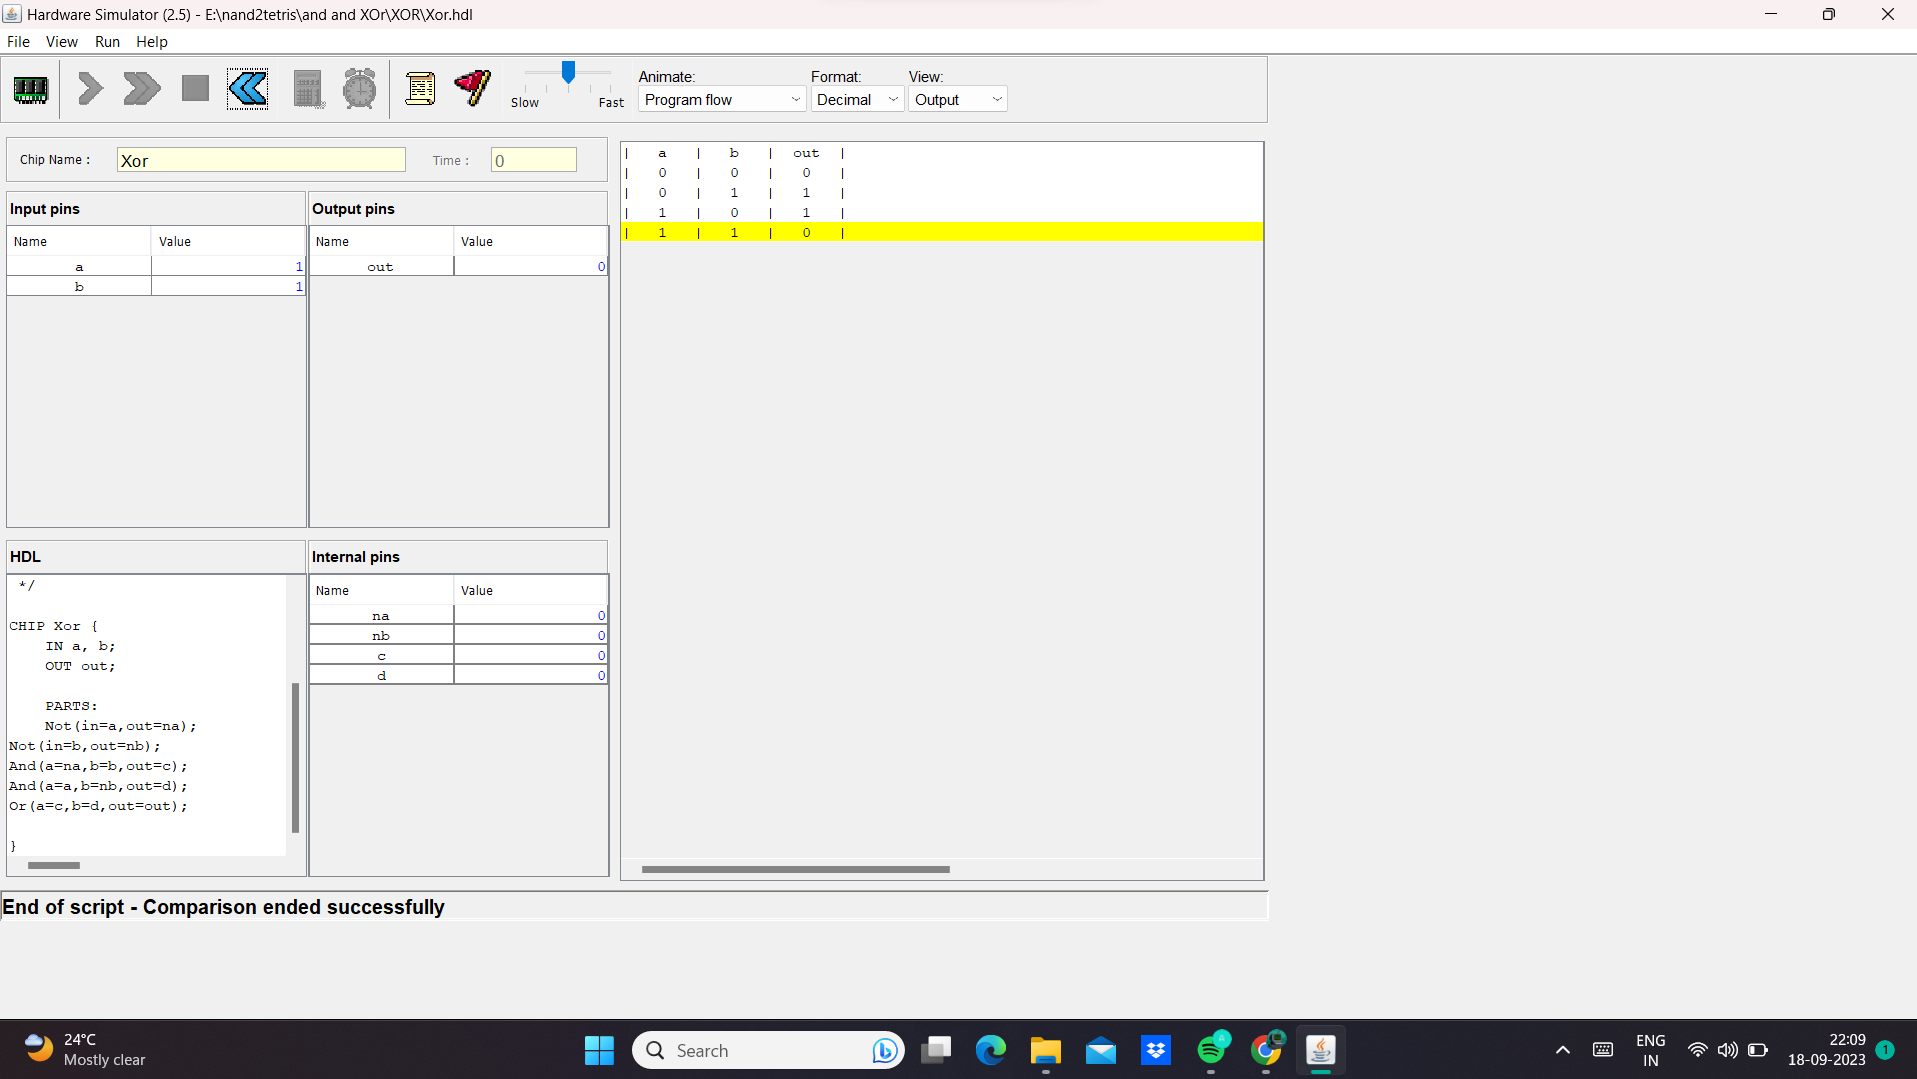 Hardware Simulator (2.5) - E:\nand2tetris\and and XOr\XOR\Xor.hdl
File View Run Help
Animate: Format: View:
Slow Fast Program flow Decimal Output
Chip Name : Xor Time : 0
Input pins
Name Value
a 1
b 1
Output pins
Name Value
out 0
| a | b | out |
| 0 | 0 | 0 |
| 0 | 1 | 1 |
| 1 | 0 | 1 |
| 1 | 1 | 0 |
HDL
*/
CHIP Xor {
IN a, b;
OUT out;
PARTS:
Not(in=a,out=na);
Not(in=b,out=nb);
And(a=na,b=b,out=c);
And(a=a,b=nb,out=d);
Or(a=c,b=d,out=out);
}
Internal pins
Name Value
na 0
nb 0
c 0
d 0
End of script - Comparison ended successfully
24°C
Mostly clear
Search
A
ENG
IN
22:09
18-09-2023
1